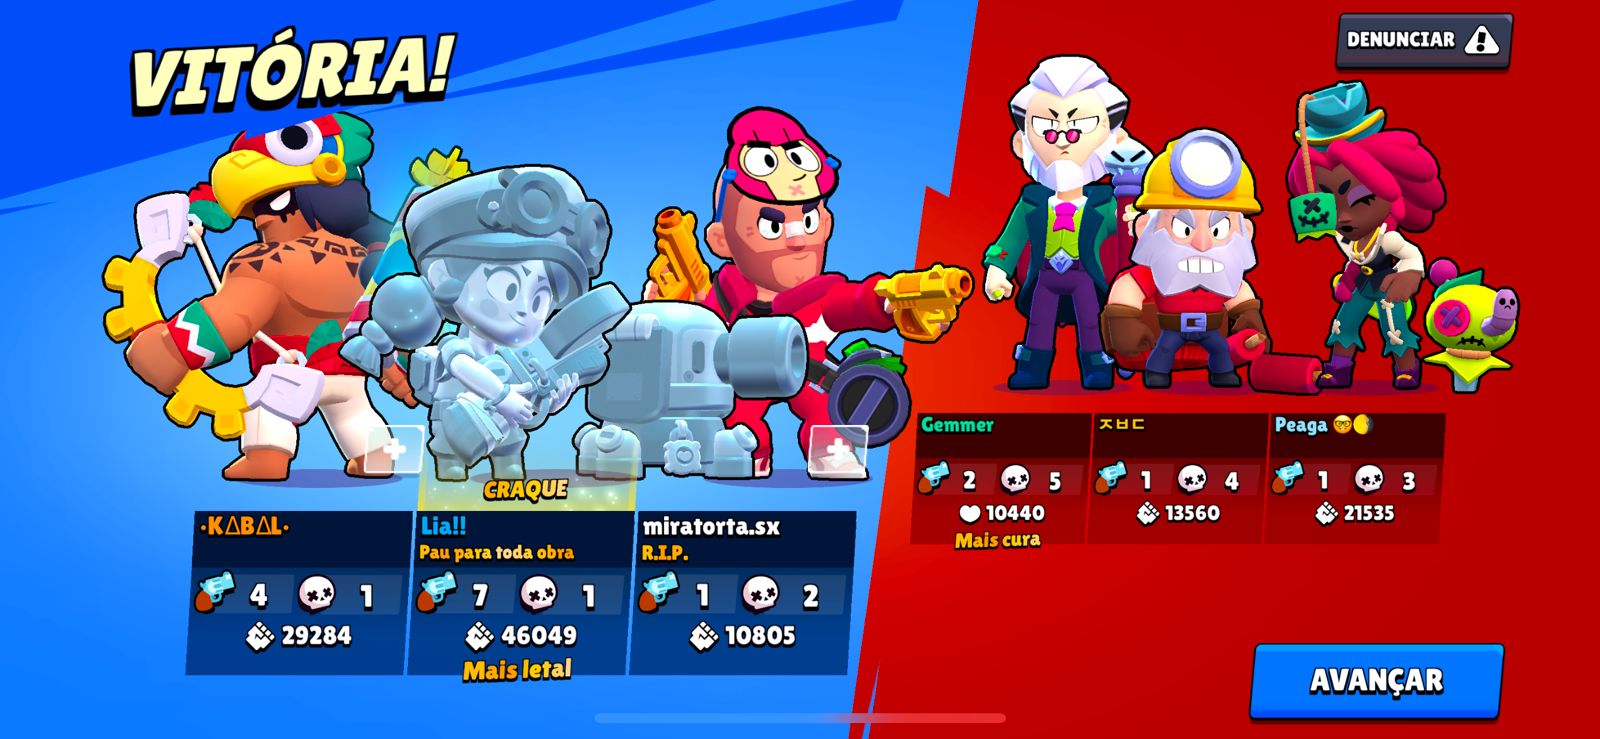 VITÓRIA!
DENUNCIAR
CRAQUE
·KΔBΔL·
4 1
29284
Lia!!
Pau para toda obra
7 1
46049
Mais letal
miratorta.sx
R.I.P.
1 2
10805
Gemmer
2 5
10440
Mais cura
ㅈㅂㄷ
1 4
13560
Peaga 🤓🌗
1 3
21535
AVANÇAR